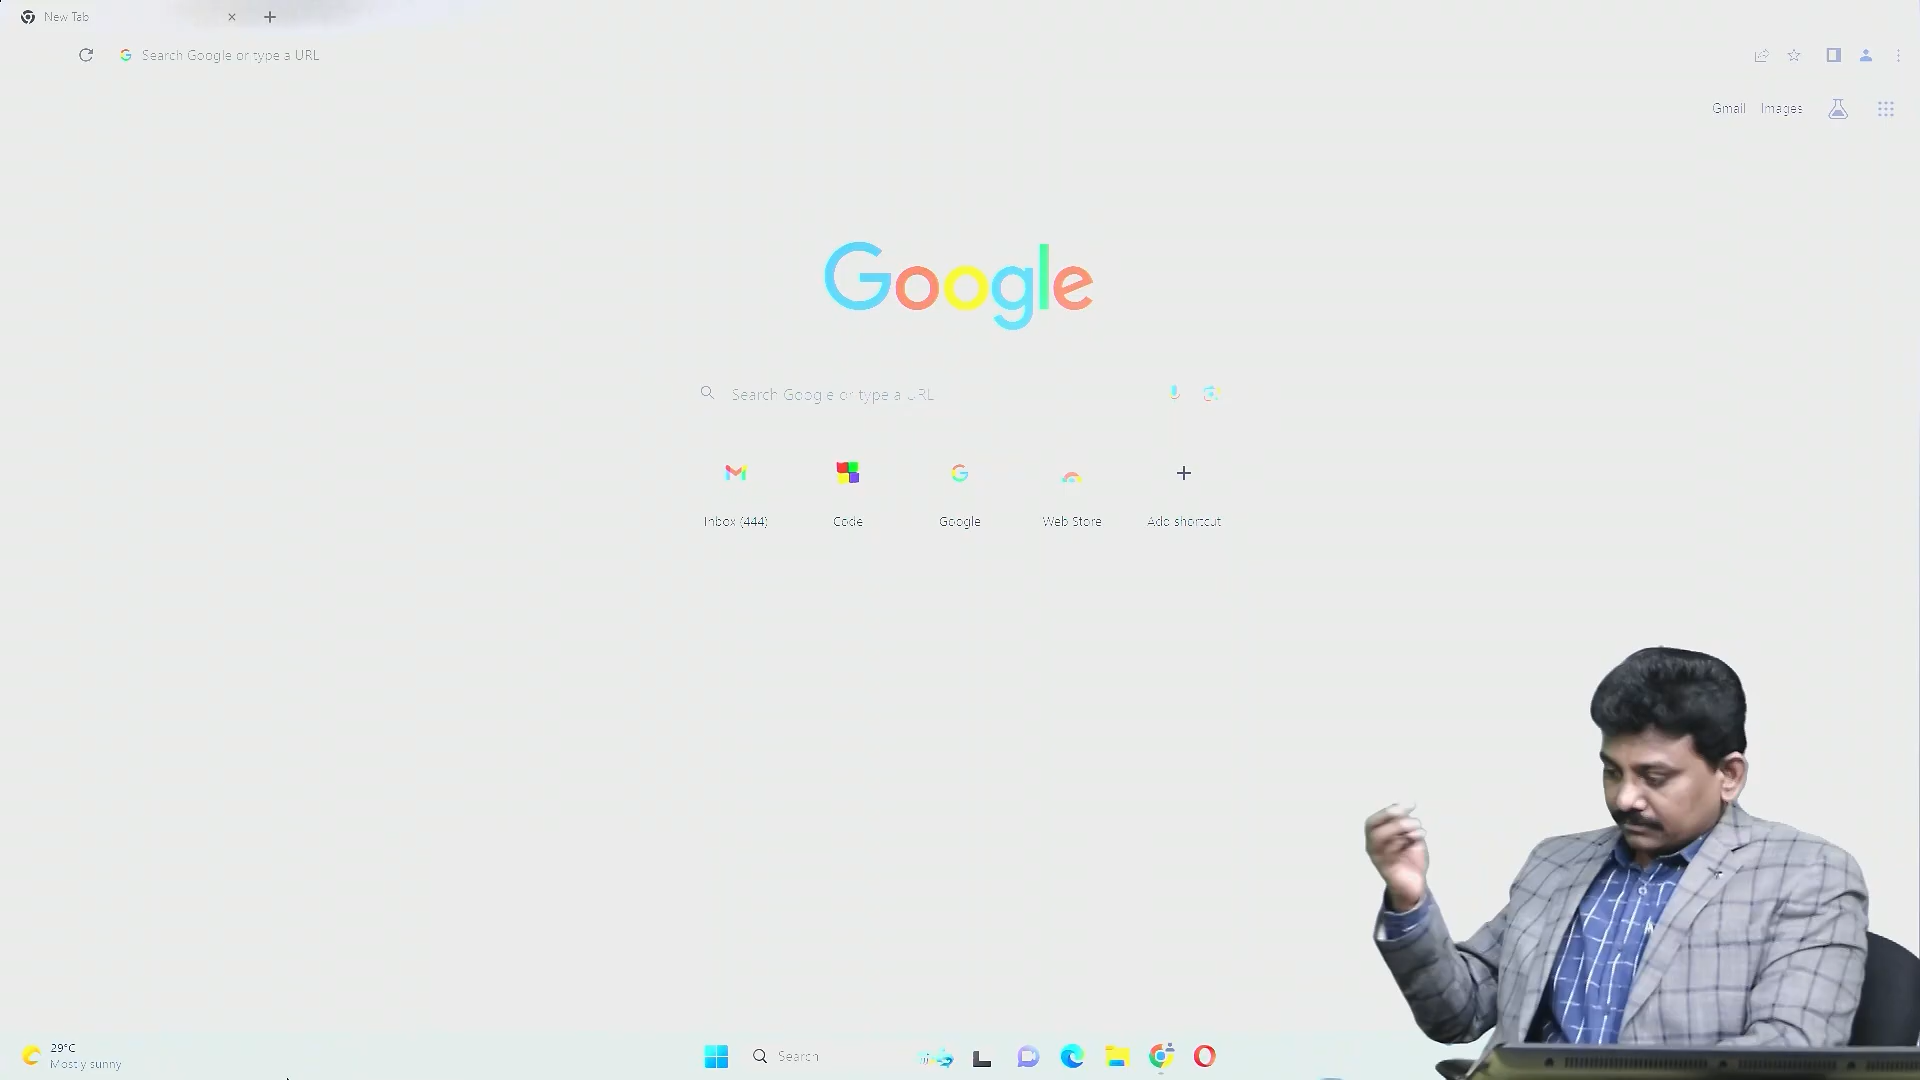 New Tab
Search Google or type a URL
Gmail Images
Google
Search Google or type a URL
Inbox (444) Code Google Web Store Add shortcut
29°C
Mostly sunny
Search